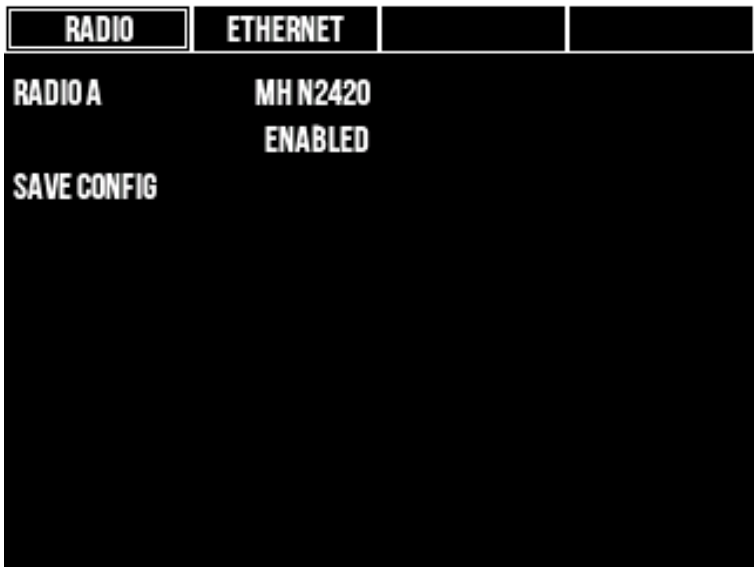 RADIO ETHERNET
RADIO A MH N2420
ENABLED
SAVE CONFIG